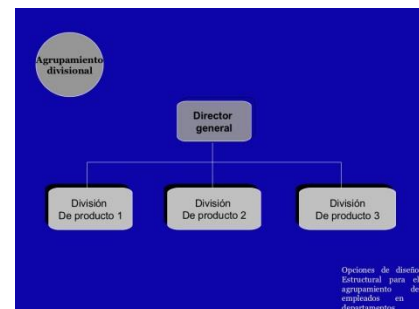 Agrupamiento
divisional
Director
general
División
De producto 1
División
De producto 2
División
De producto 3
Opciones de diseño
Estructural para el
agrupamiento de
empleados en
departamentos